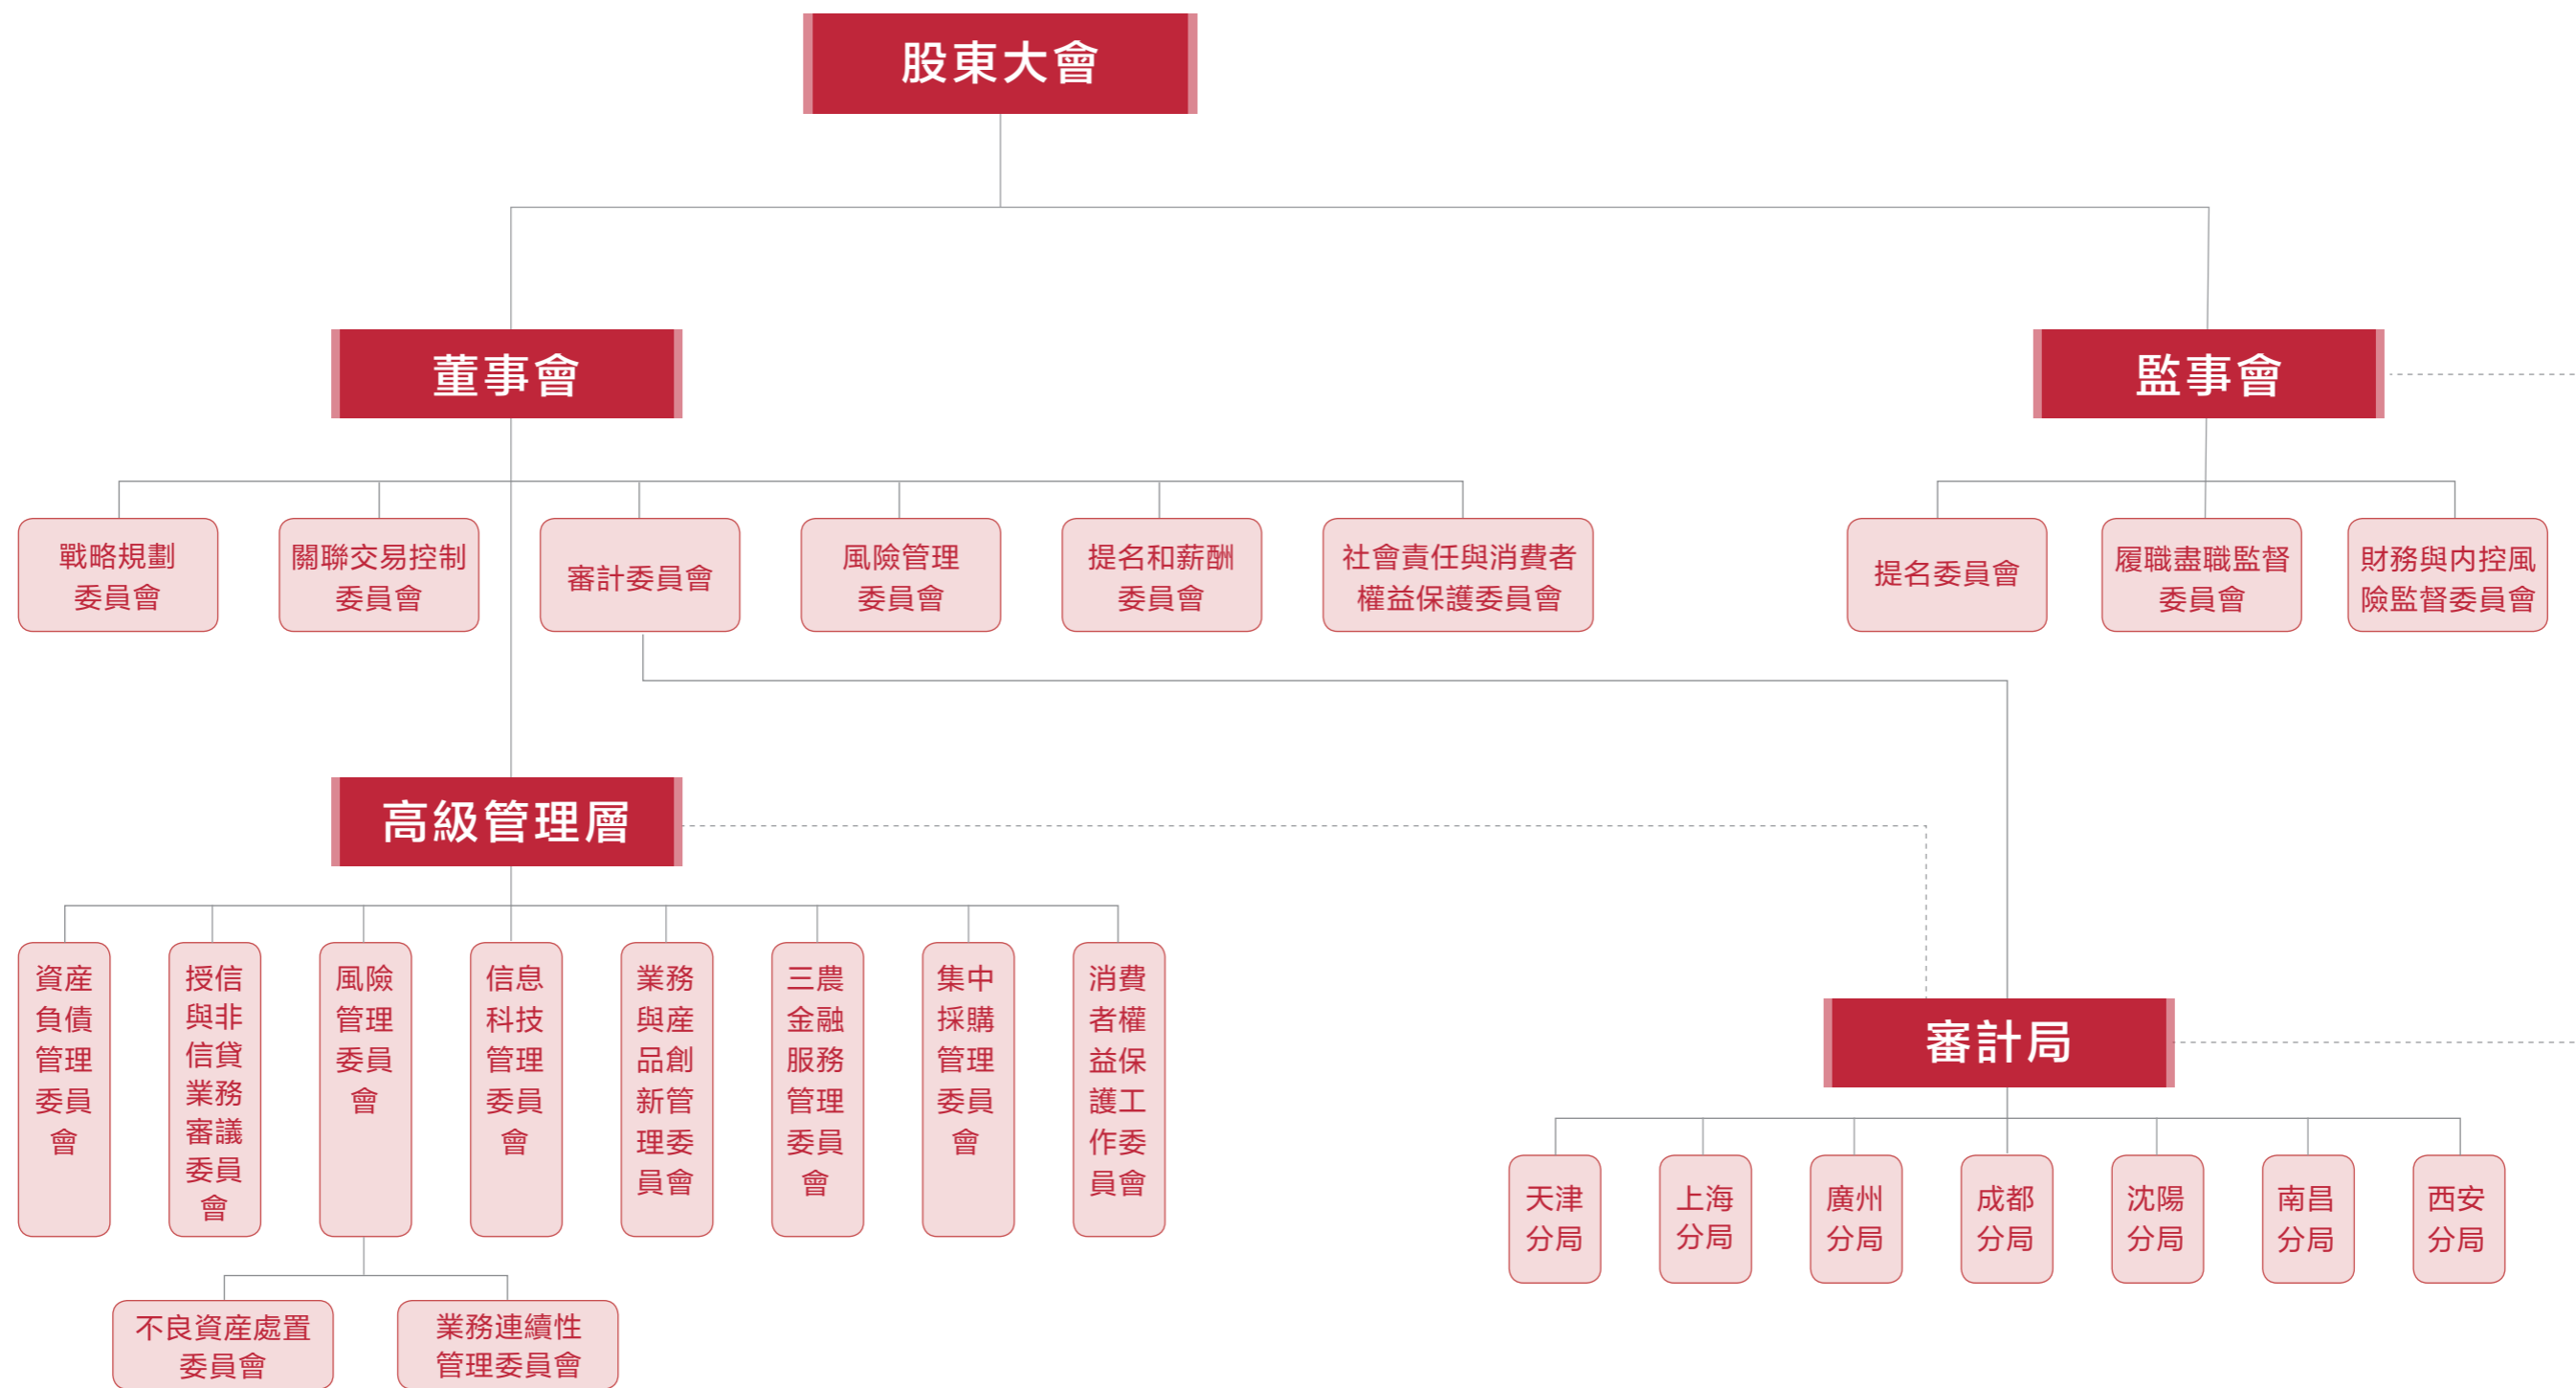 股東大會
董事會
監事會
戰略規劃
委員會
關聯交易控制
委員會
審計委員會
風險管理
委員會
提名和薪酬
委員會
社會責任與消費者
權益保護委員會
提名委員會
履職盡職監督
委員會
財務與内控風
險監督委員會
高級管理層
審計局
資産
負債
管理
委員
會
授信
與非
信貸
業務
審議
委員
會
風險
管理
委員
會
信息
科技
管理
委員
會
業務
與産
品創
新管
理委
員會
三農
金融
服務
管理
委員
會
集中
採購
管理
委員
會
消費
者權
益保
護工
作委
員會
天津
分局
上海
分局
廣州
分局
成都
分局
沈陽
分局
南昌
分局
西安
分局
不良資産處置
委員會
業務連續性
管理委員會